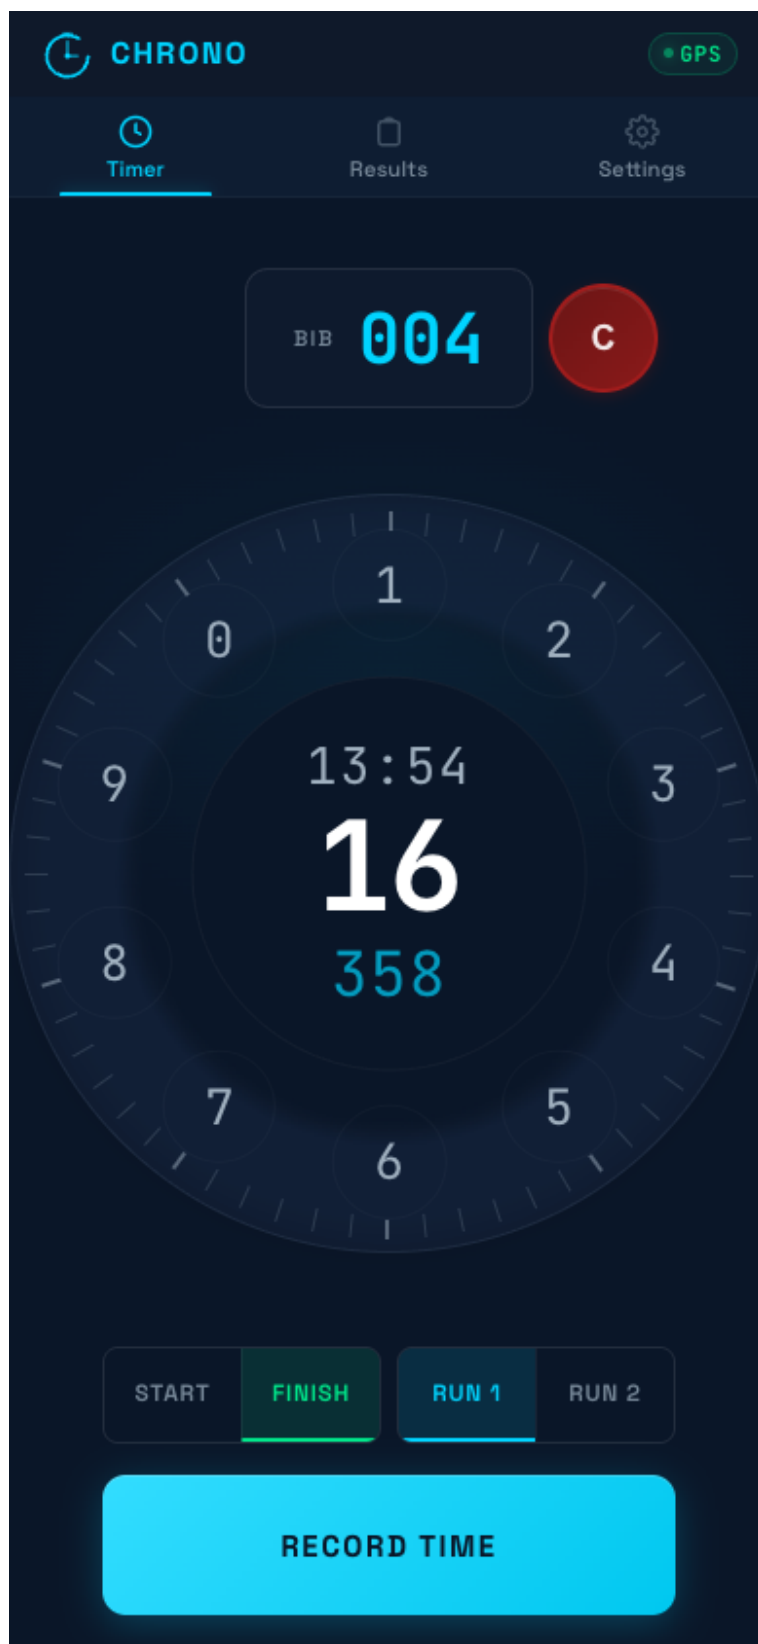 CHRONO
GPS
Timer
Results
Settings
BIB 004
C
1
2
3
4
5
6
7
8
9
0
13:54
16
358
START
FINISH
RUN 1
RUN 2
RECORD TIME